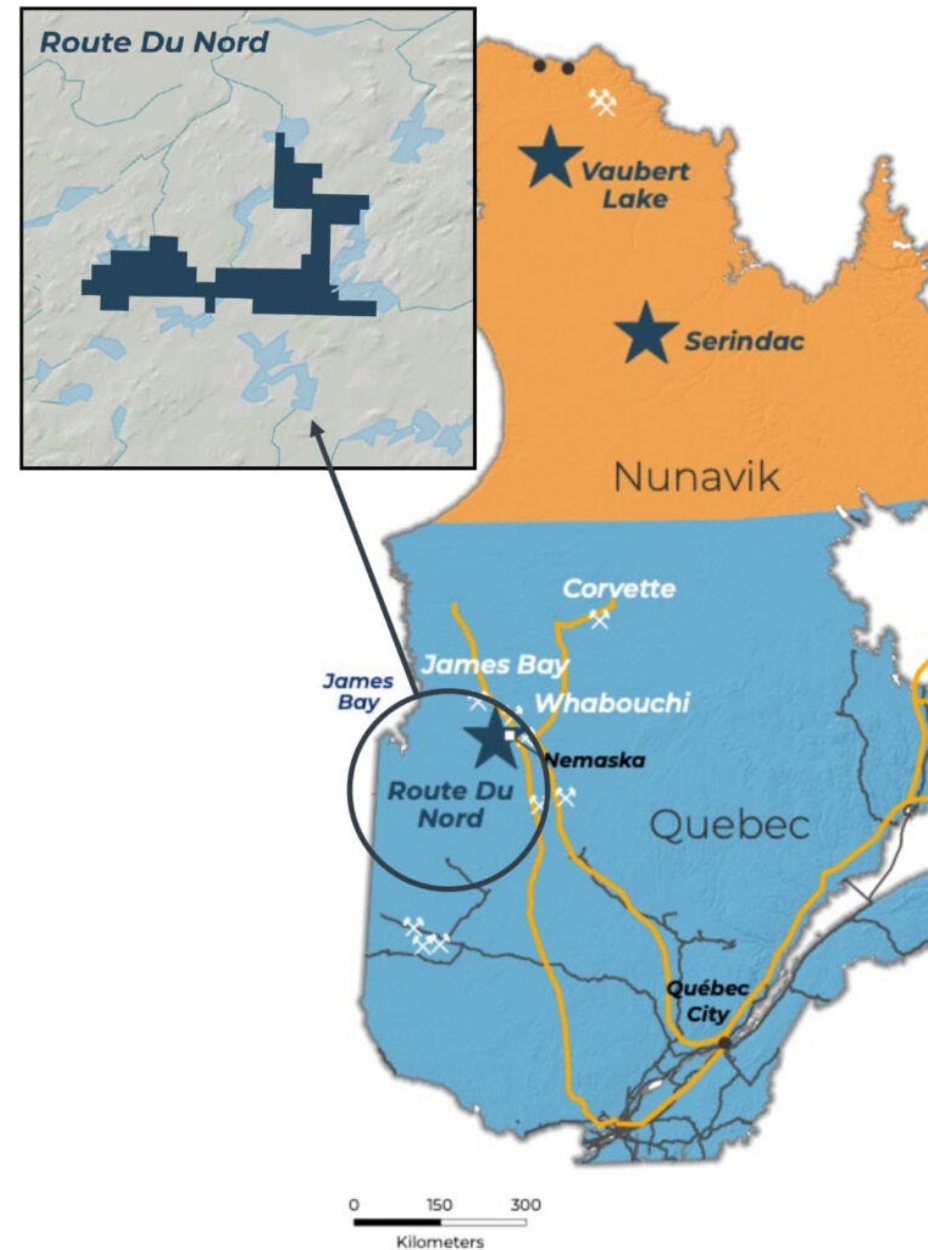 Route Du Nord
Vaubert
Lake
Serindac
Nunavik
Corvette
James Bay
James
Bay
Whabouchi
Nemaska
Route Du
Nord
Quebec
Québec
City
0 150 300
Kilometers